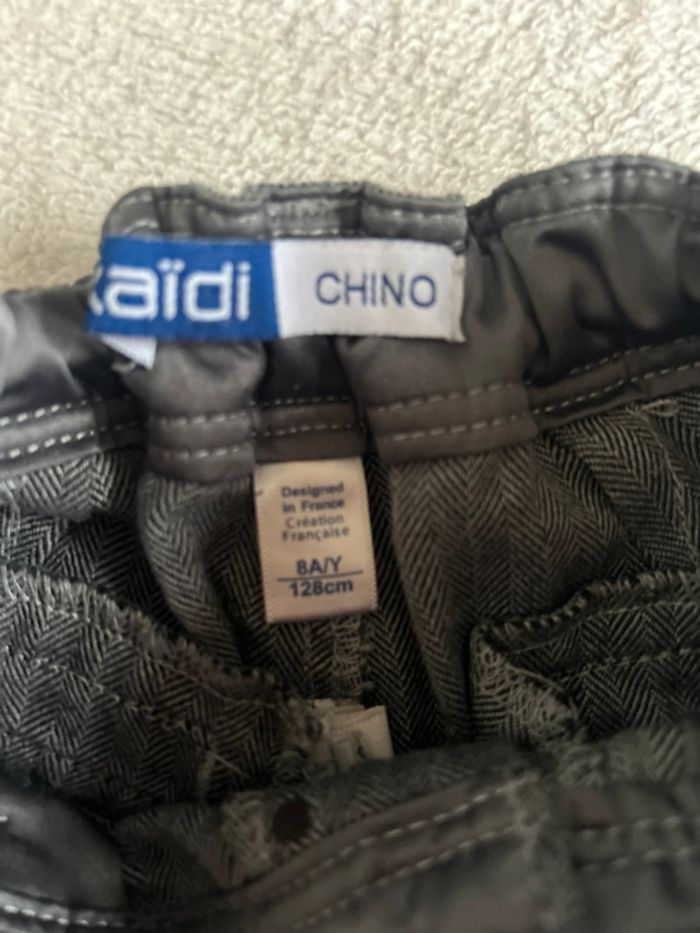 kaïdi
CHINO
Designed
in France
Création
Française
8A/Y
128cm